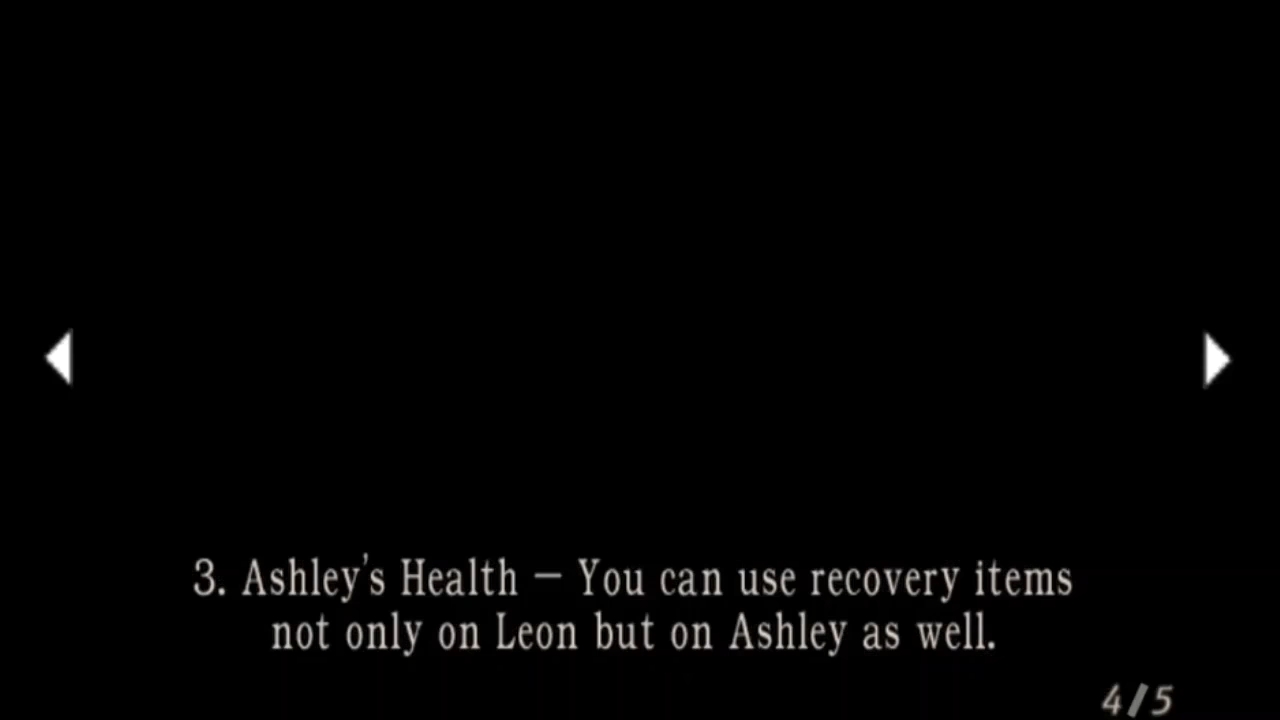 3. Ashley's Health — You can use recovery items
not only on Leon but on Ashley as well.
4/5